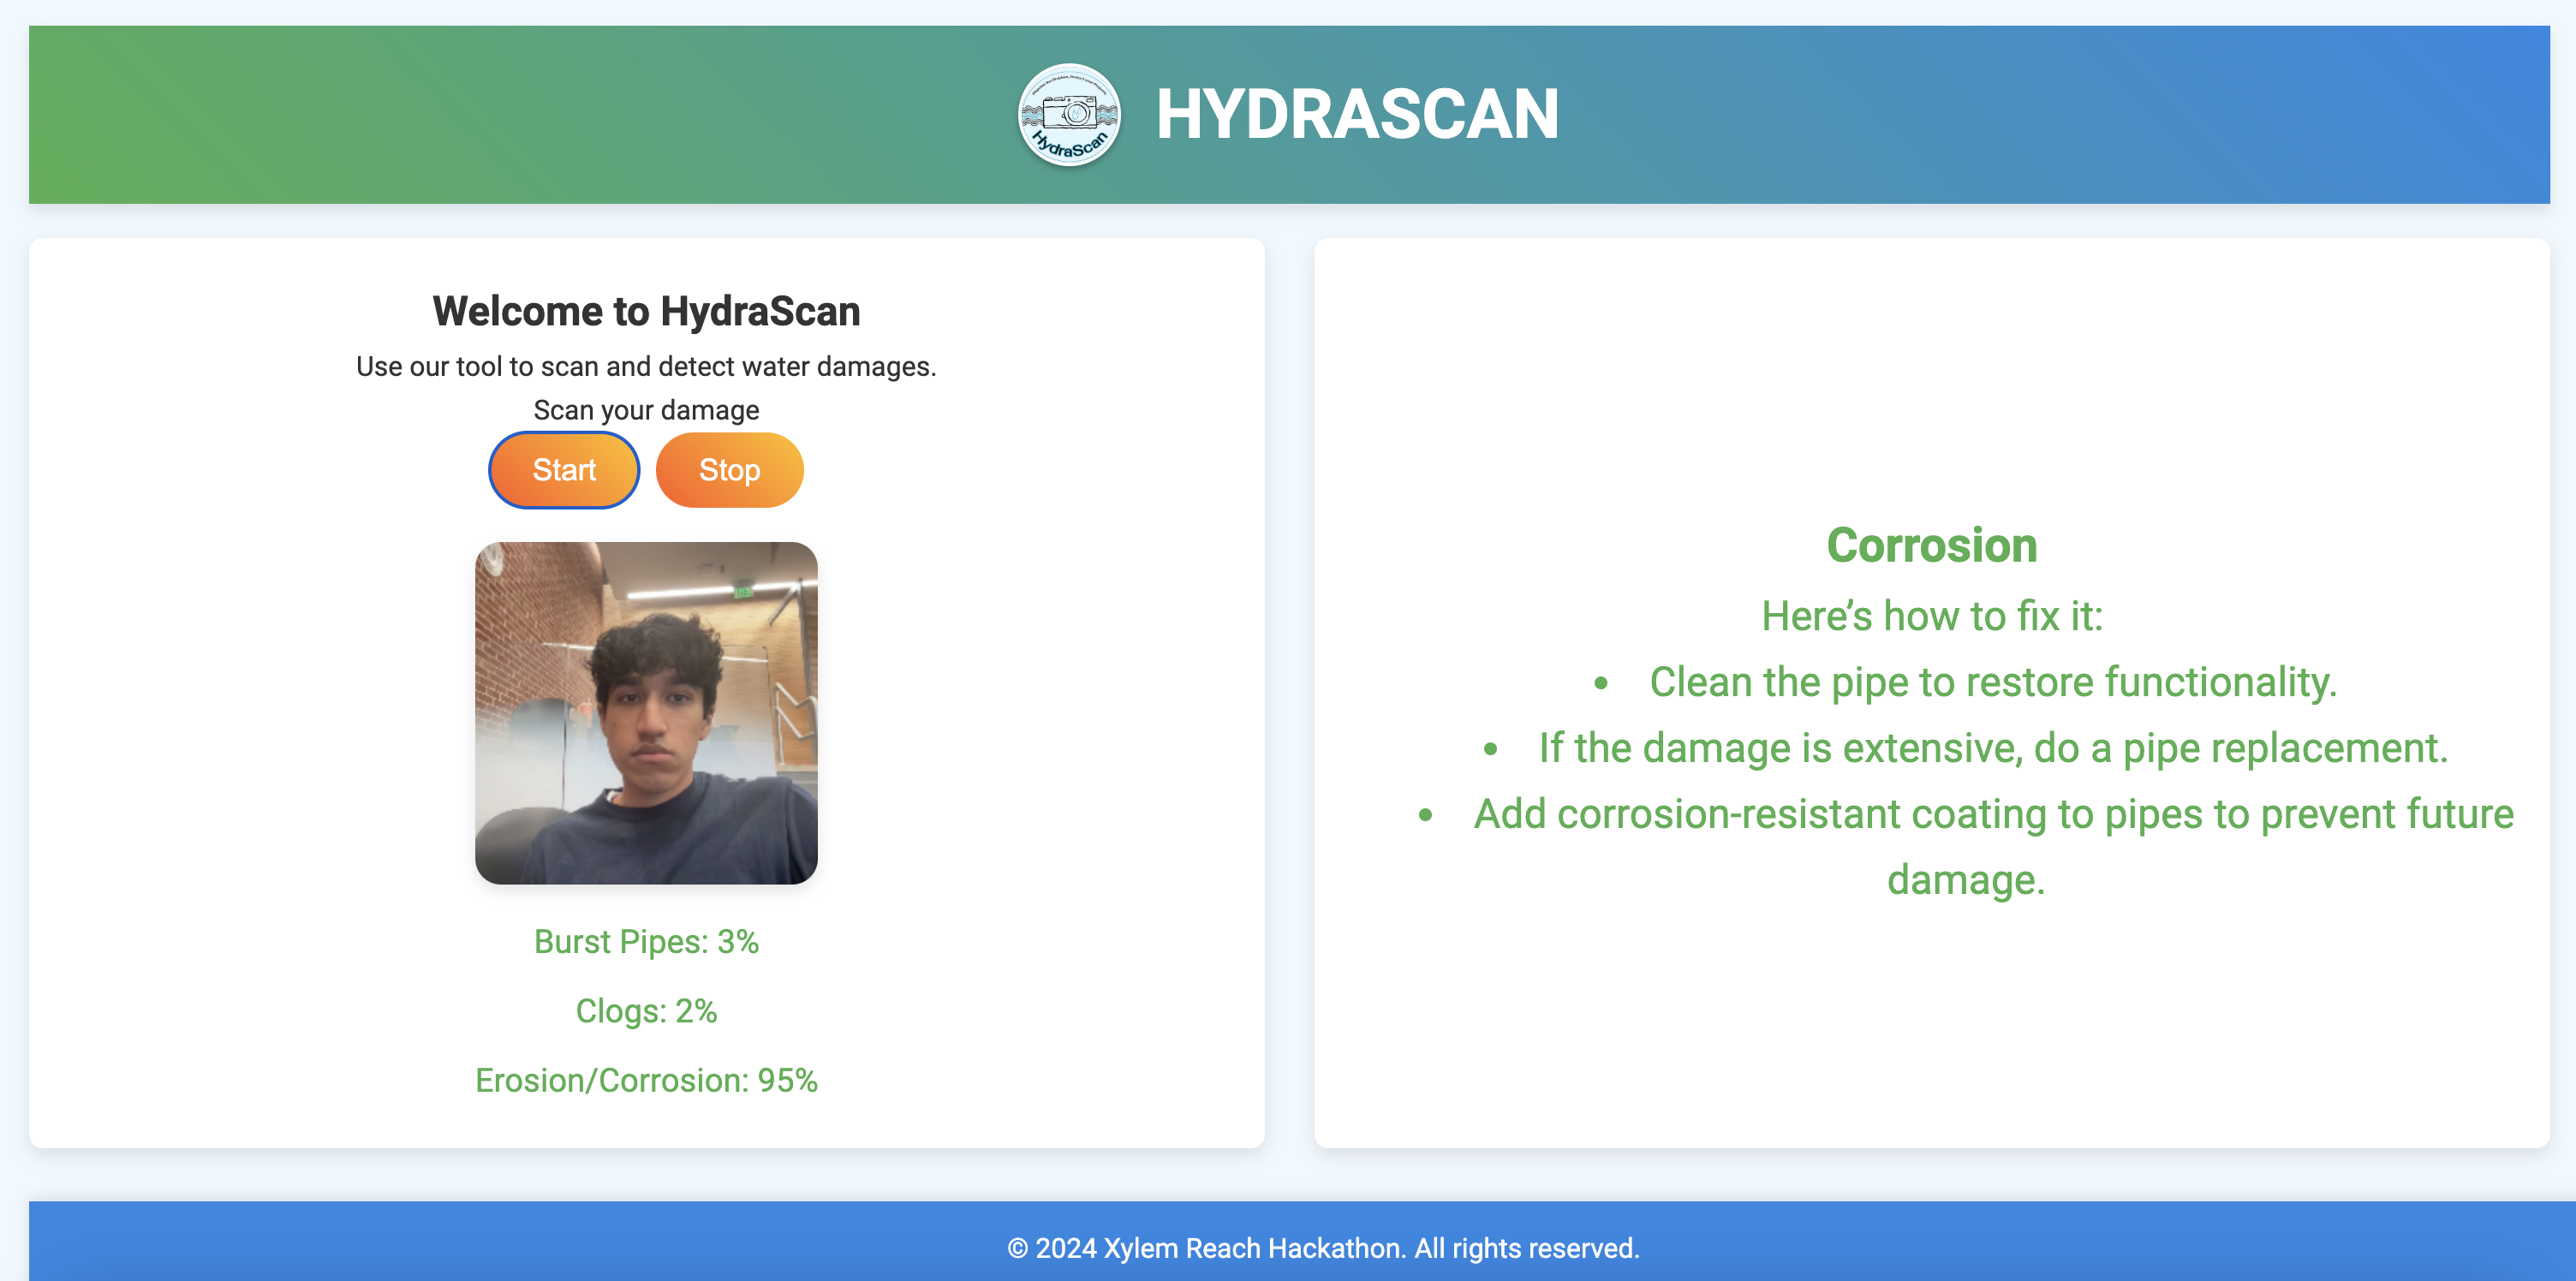 HydraScan
HYDRASCAN
Welcome to HydraScan
Use our tool to scan and detect water damages.
Scan your damage
Start
Stop
Burst Pipes: 3%
Clogs: 2%
Erosion/Corrosion: 95%
Corrosion
Here’s how to fix it:
• Clean the pipe to restore functionality.
• If the damage is extensive, do a pipe replacement.
• Add corrosion-resistant coating to pipes to prevent future
damage.
© 2024 Xylem Reach Hackathon. All rights reserved.